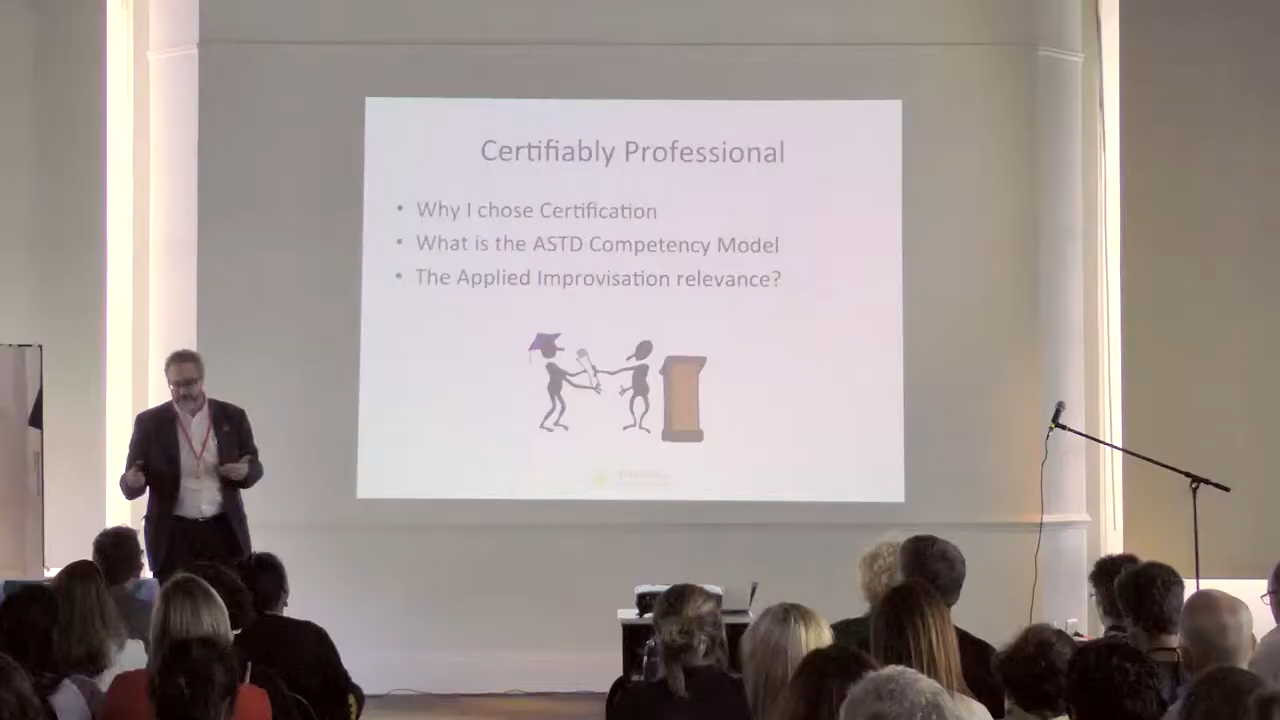 Certifiably Professional
• Why I chose Certification
• What is the ASTD Competency Model
• The Applied Improvisation relevance?